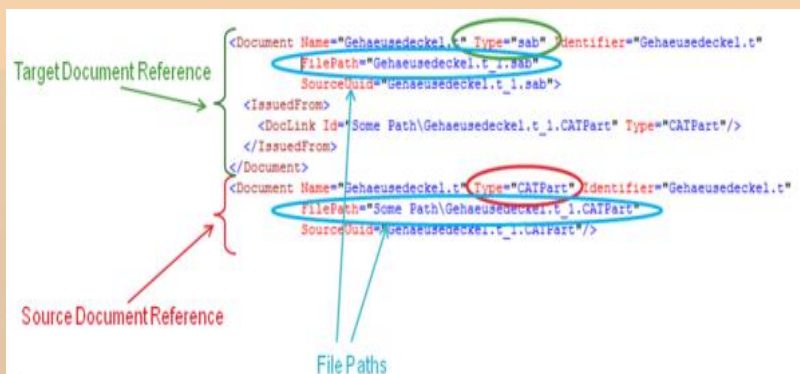 <Document Name="Gehaeusedeckel.t" Type="sab" Identifier="Gehaeusedeckel.t"
FilePath="Gehaeusedeckel.t_1.sab"
SourceUuid="Gehaeusedeckel.t_1.sab">
<IssuedFrom>
<DocLink Id="Some Path\Gehaeusedeckel.t_1.CATPart" Type="CATPart"/>
</IssuedFrom>
</Document>
<Document Name="Gehaeusedeckel.t" Type="CATPart" Identifier="Gehaeusedeckel.t"
FilePath="Some Path\Gehaeusedeckel.t_1.CATPart"
SourceUuid="Gehaeusedeckel.t_1.CATPart"/>
Target Document Reference
Source Document Reference
File Paths